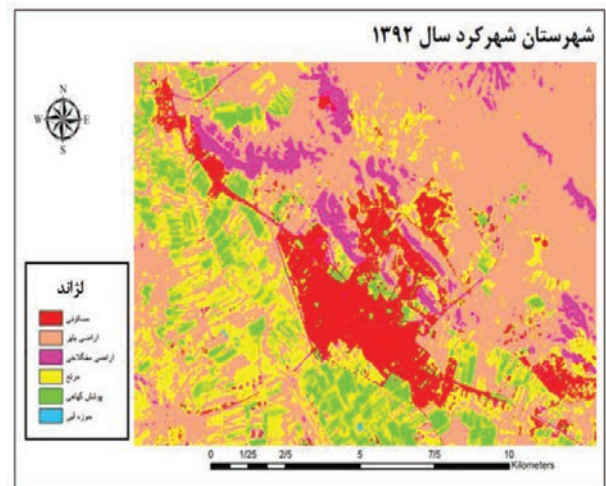 شهرستان شهرکرد سال ۱۳۹۲
N
W E
S
لژاند
مسکونی
اراضی بایر
اراضی سنگلاخی
مرتع
پوشش گیاهی
حوزه آبی
0 1/25 2/5 5 7/5 10
Kilometers